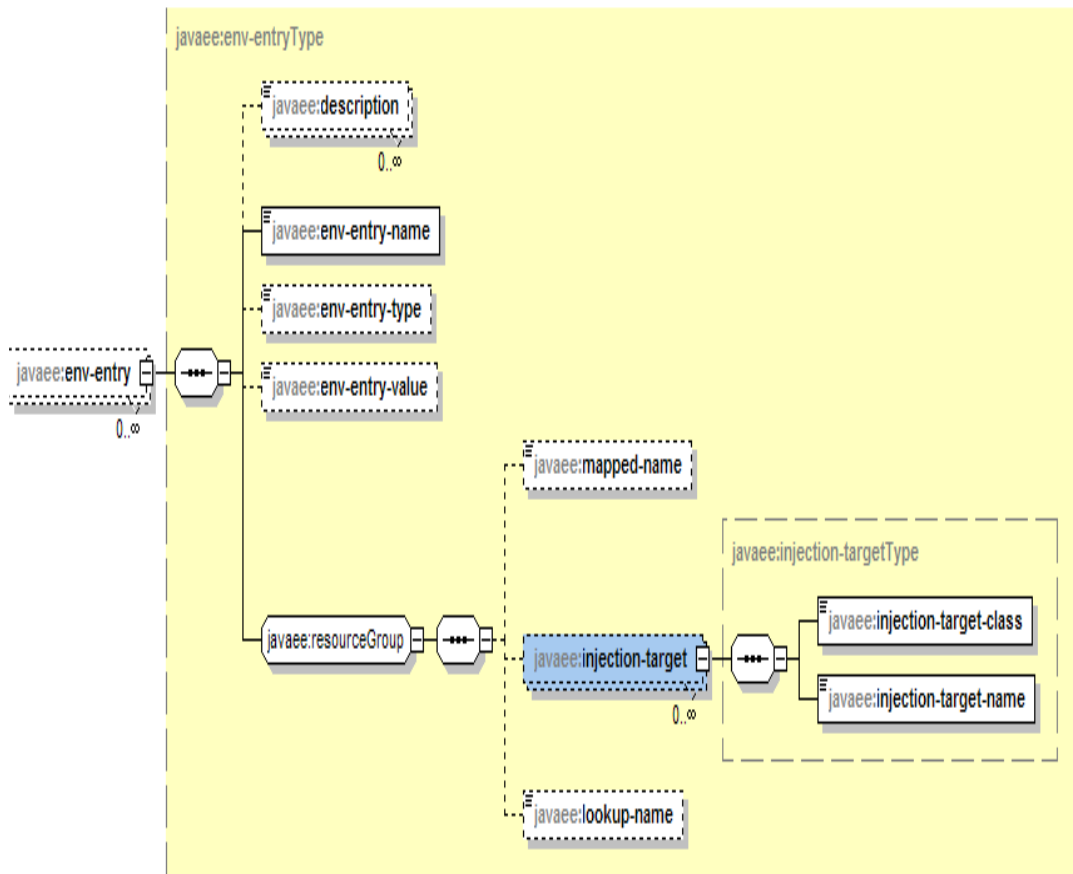 javaee:env-entryType
javaee:description
0..∞
javaee:env-entry-name
javaee:env-entry-type
javaee:env-entry
0..∞
javaee:env-entry-value
javaee:mapped-name
javaee:resourceGroup
javaee:injection-target
0..∞
javaee:injection-targetType
javaee:injection-target-class
javaee:injection-target-name
javaee:lookup-name